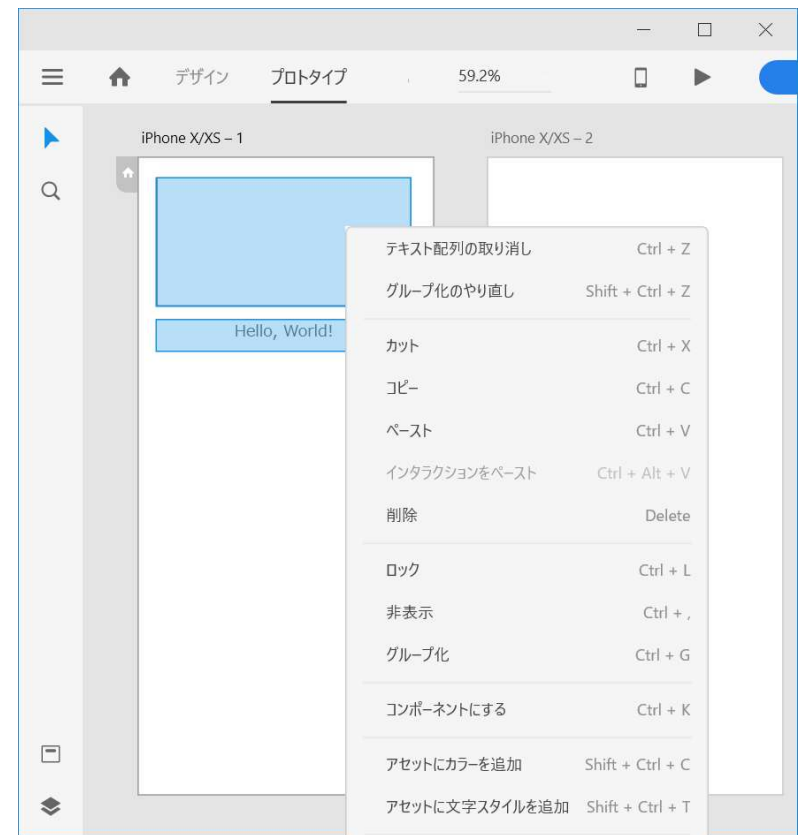 デザイン プロトタイプ 59.2%
iPhone X/XS – 1 iPhone X/XS – 2
テキスト配列の取り消し Ctrl + Z
グループ化のやり直し Shift + Ctrl + Z
Hello, World!
カット Ctrl + X
コピー Ctrl + C
ペースト Ctrl + V
インタラクションをペースト Ctrl + Alt + V
削除 Delete
ロック Ctrl + L
非表示 Ctrl + ,
グループ化 Ctrl + G
コンポーネントにする Ctrl + K
アセットにカラーを追加 Shift + Ctrl + C
アセットに文字スタイルを追加 Shift + Ctrl + T